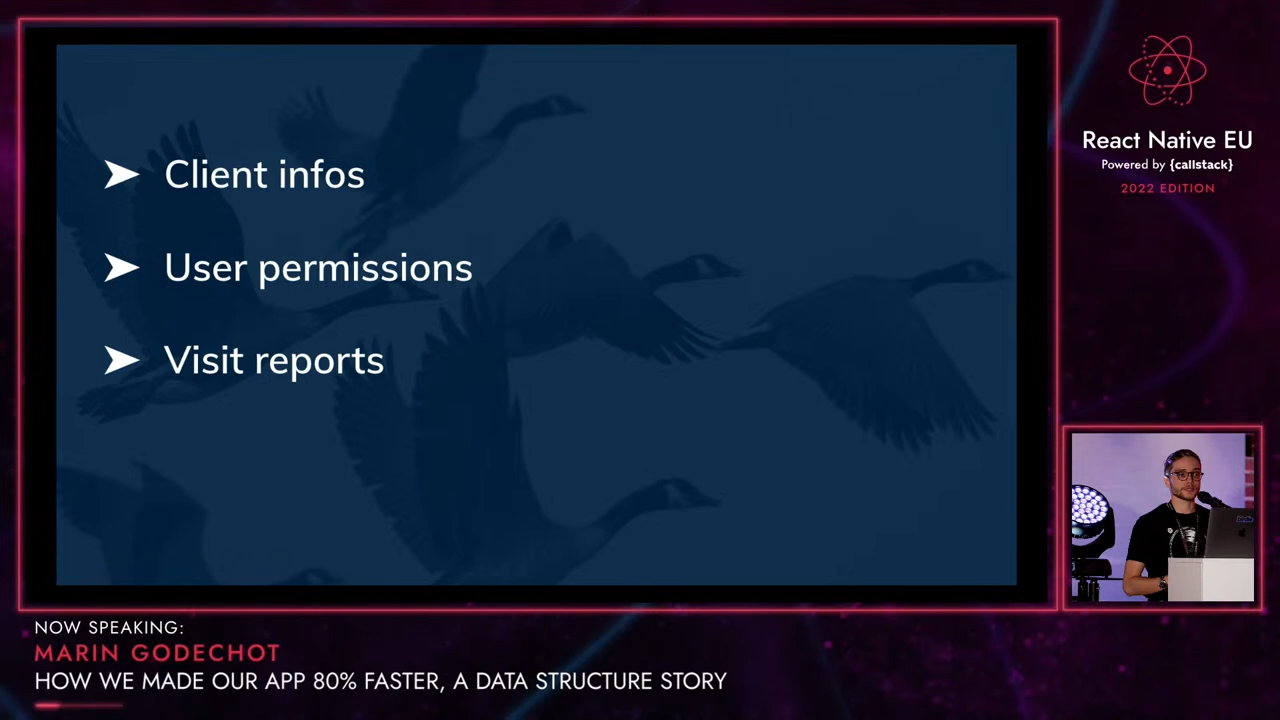 Client infos
User permissions
Visit reports
React Native EU
Powered by {callstack}
2022 EDITION
NOW SPEAKING:
MARIN GODECHOT
HOW WE MADE OUR APP 80% FASTER, A DATA STRUCTURE STORY